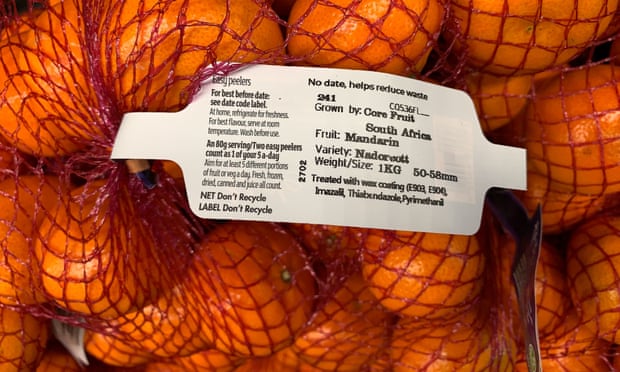 Easy peelers
For best before date:
see date code label.
At home, refrigerate for freshness.
For best flavour, serve at room
temperature. Wash before use.
An 80g serving/Two easy peelers
count as 1 of your 5 a-day
Aim for at least 5 different portions
of fruit or veg a day. Fresh, frozen,
dried, canned and juice all count.
NET Don't Recycle
LABEL Don't Recycle
2702
No date, helps reduce waste
241
C0536FL
Grown by: Core Fruit
South Africa
Fruit: Mandarin
Variety: Nadorcott
Weight/Size: 1KG 50-58mm
Treated with wax coating (E903, E904),
Imazalil, Thiabxndazole,Pyrimethanil